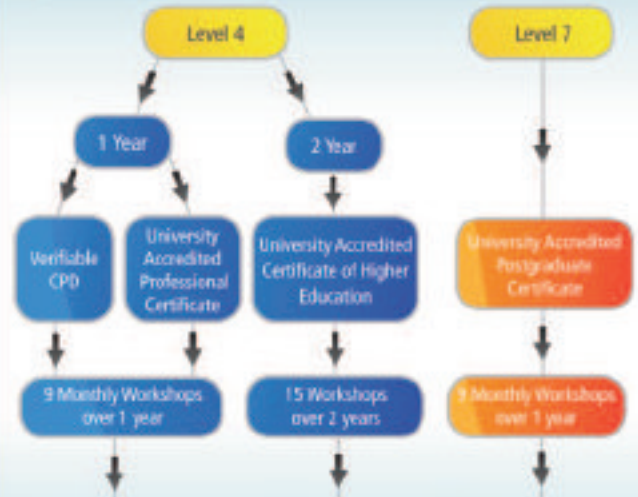 Level 4
Level 7
1 Year
2 Year
Verifiable
CPD
University
Accredited
Professional
Certificate
University Accredited
Certificate of Higher
Education
University Accredited
Postgraduate
Certificate
9 Monthly Workshops
over 1 year
15 Workshops
over 2 years
9 Monthly Workshops
over 1 year